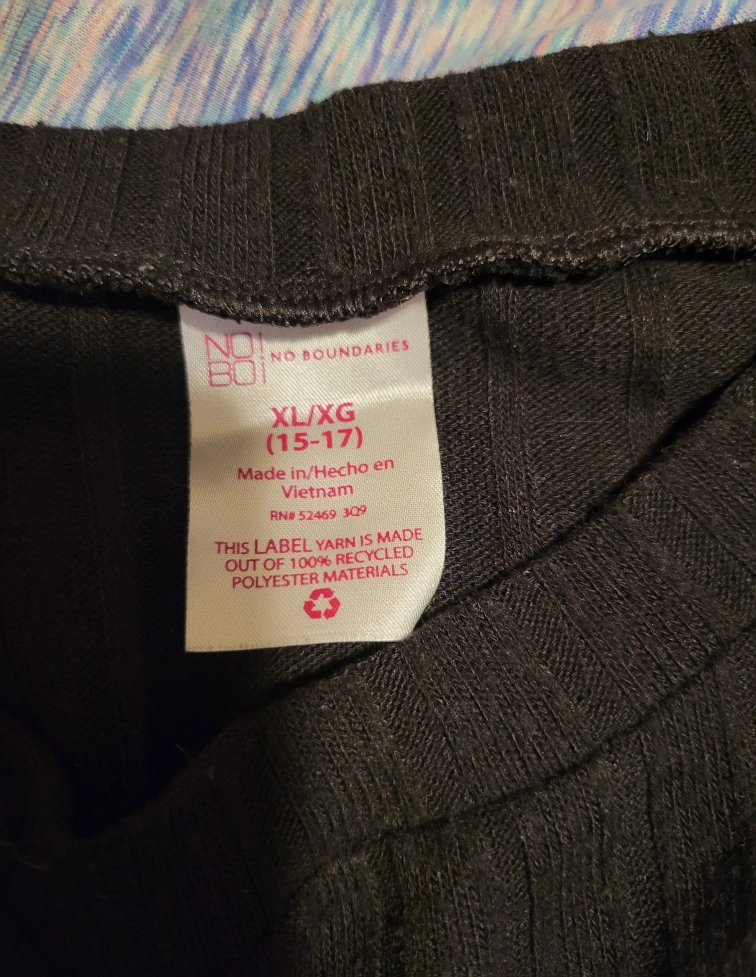 NO
BO
NO BOUNDARIES
XL/XG
(15-17)
Made in/Hecho en
Vietnam
RN# 52469 3Q9
THIS LABEL YARN IS MADE
OUT OF 100% RECYCLED
POLYESTER MATERIALS